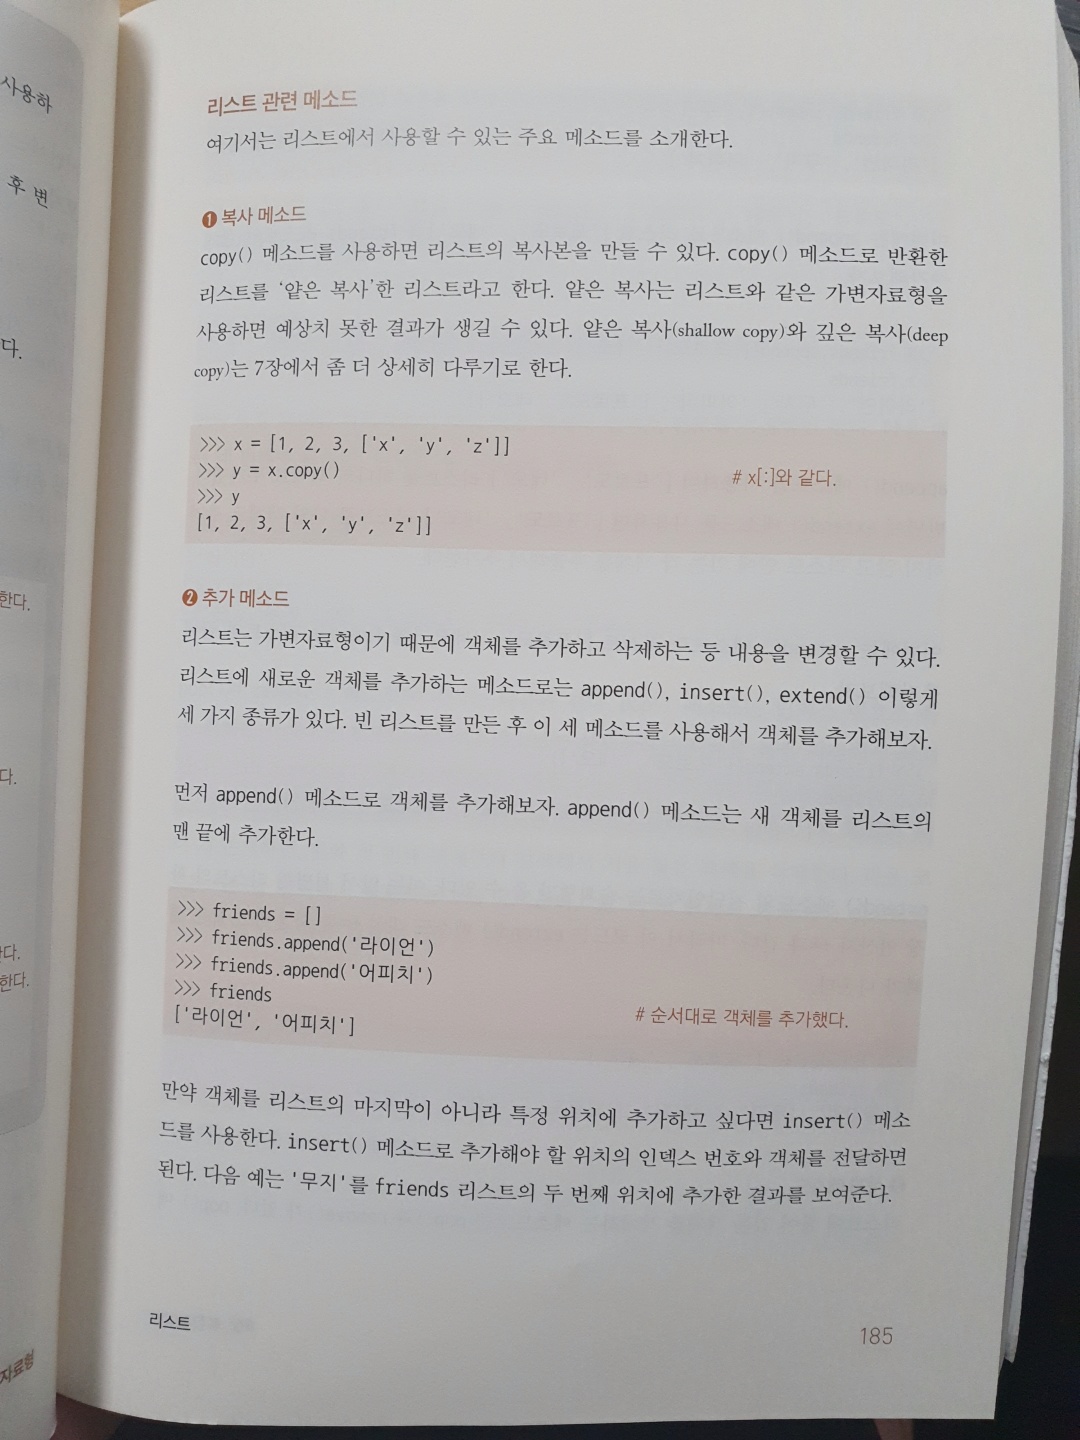 사용하
후 변
다.
한다.
다.
한다.
자료형
리스트 관련 메소드
여기서는 리스트에서 사용할 수 있는 주요 메소드를 소개한다.
❶ 복사 메소드
copy() 메소드를 사용하면 리스트의 복사본을 만들 수 있다. copy() 메소드로 반환한
리스트를 ‘얕은 복사’한 리스트라고 한다. 얕은 복사는 리스트와 같은 가변자료형을
사용하면 예상치 못한 결과가 생길 수 있다. 얕은 복사(shallow copy)와 깊은 복사(deep
copy)는 7장에서 좀 더 상세히 다루기로 한다.
>>> x = [1, 2, 3, ['x', 'y', 'z']]
>>> y = x.copy() # x[:]와 같다.
>>> y
[1, 2, 3, ['x', 'y', 'z']]
❷ 추가 메소드
리스트는 가변자료형이기 때문에 객체를 추가하고 삭제하는 등 내용을 변경할 수 있다.
리스트에 새로운 객체를 추가하는 메소드로는 append(), insert(), extend() 이렇게
세 가지 종류가 있다. 빈 리스트를 만든 후 이 세 메소드를 사용해서 객체를 추가해보자.
먼저 append() 메소드로 객체를 추가해보자. append() 메소드는 새 객체를 리스트의
맨 끝에 추가한다.
>>> friends = []
>>> friends.append('라이언')
>>> friends.append('어피치')
>>> friends
['라이언', '어피치'] # 순서대로 객체를 추가했다.
만약 객체를 리스트의 마지막이 아니라 특정 위치에 추가하고 싶다면 insert() 메소
드를 사용한다. insert() 메소드로 추가해야 할 위치의 인덱스 번호와 객체를 전달하면
된다. 다음 예는 '무지'를 friends 리스트의 두 번째 위치에 추가한 결과를 보여준다.
리스트
185